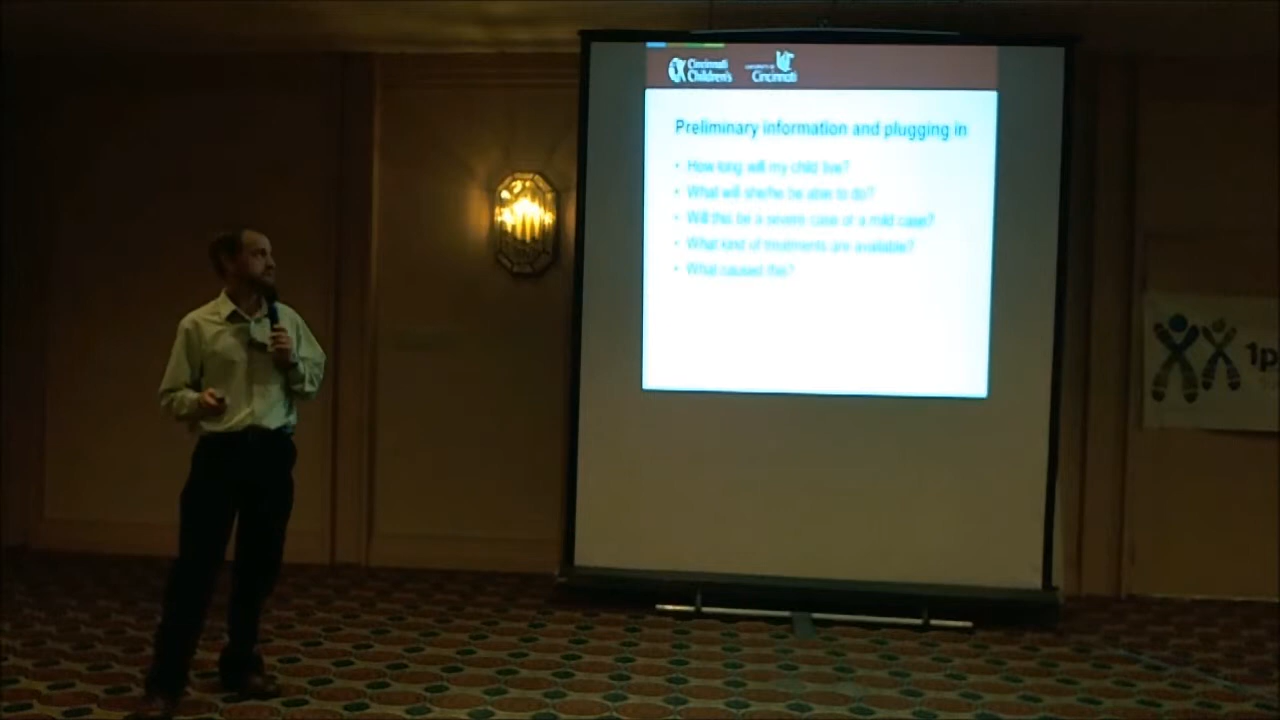 Cincinnati
Children's
UNIVERSITY OF
Cincinnati
Preliminary information and plugging in
• How long will my child live?
• What will she/he be able to do?
• Will this be a severe case or a mild case?
• What kind of treatments are available?
• What caused this?
1p